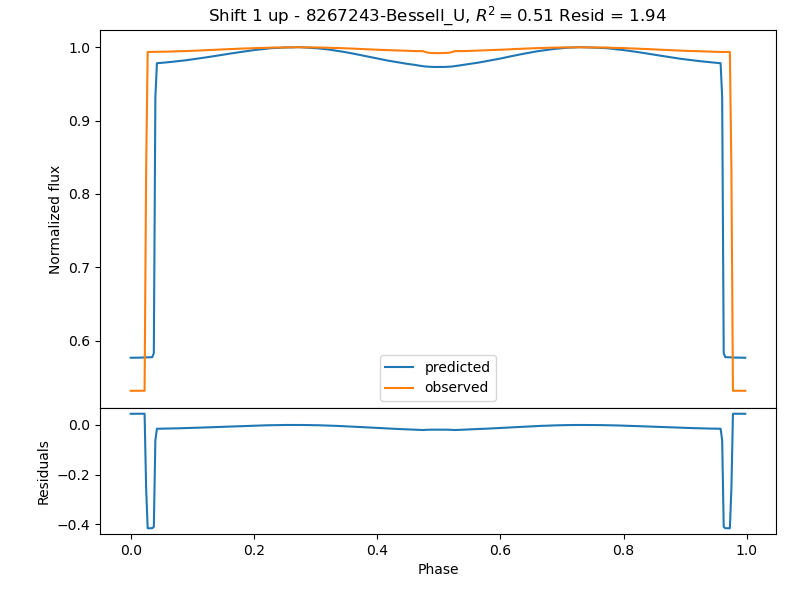 Shift 1 up - 8267243-Bessell_U, $R^2 = 0.51$ Resid = 1.94
Normalized flux
1.0
0.9
0.8
0.7
0.6
predicted
observed
Residuals
0.0
−0.2
−0.4
0.0 0.2 0.4 0.6 0.8 1.0
Phase